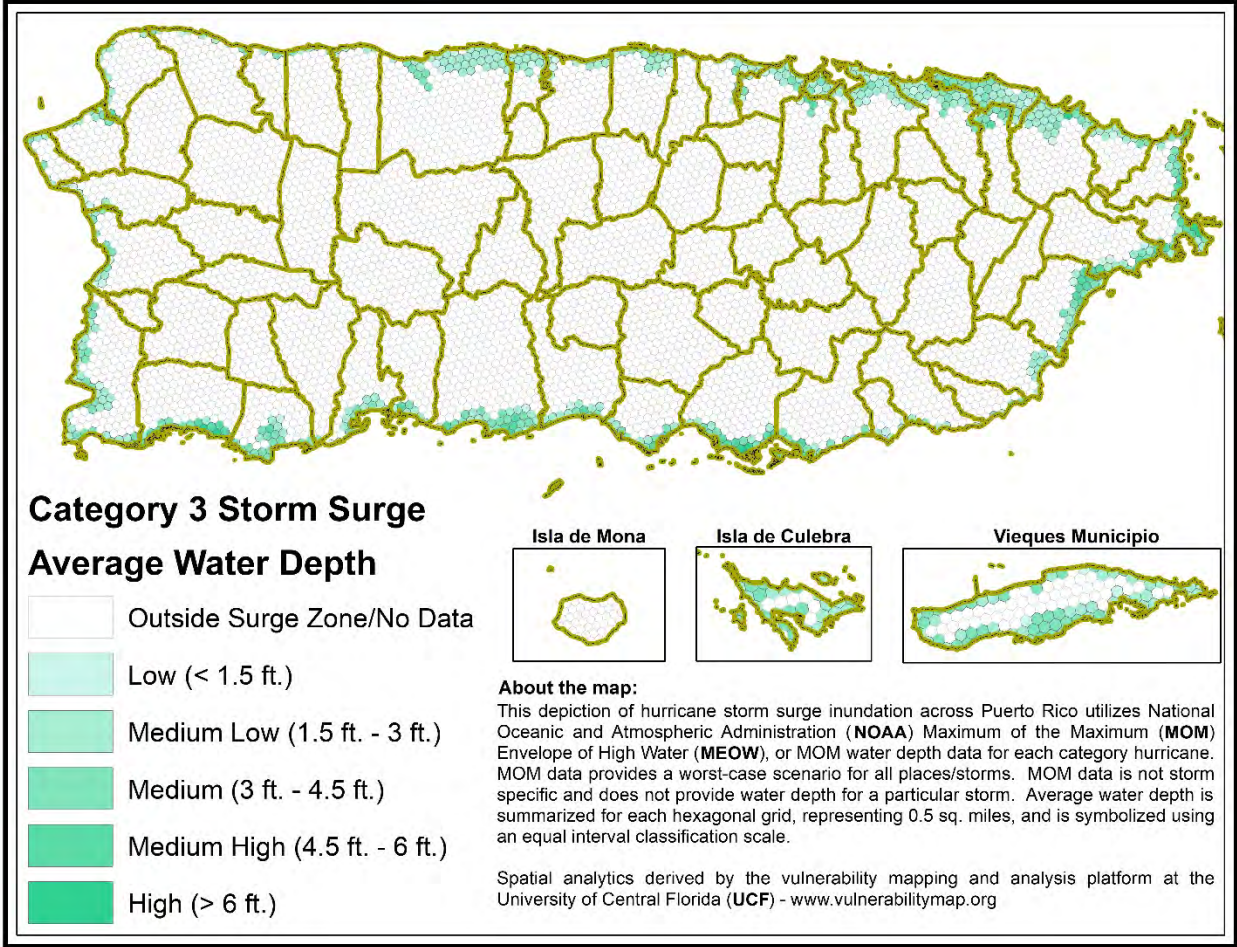 Category 3 Storm Surge
Average Water Depth
Outside Surge Zone/No Data
Low (< 1.5 ft.)
Medium Low (1.5 ft. - 3 ft.)
Medium (3 ft. - 4.5 ft.)
Medium High (4.5 ft. - 6 ft.)
High (> 6 ft.)
Isla de Mona
Isla de Culebra
Vieques Municipio
About the map:
This depiction of hurricane storm surge inundation across Puerto Rico utilizes National
Oceanic and Atmospheric Administration (NOAA) Maximum of the Maximum (MOM)
Envelope of High Water (MEOW), or MOM water depth data for each category hurricane.
MOM data provides a worst-case scenario for all places/storms. MOM data is not storm
specific and does not provide water depth for a particular storm. Average water depth is
summarized for each hexagonal grid, representing 0.5 sq. miles, and is symbolized using
an equal interval classification scale.
Spatial analytics derived by the vulnerability mapping and analysis platform at the
University of Central Florida (UCF) - www.vulnerabilitymap.org